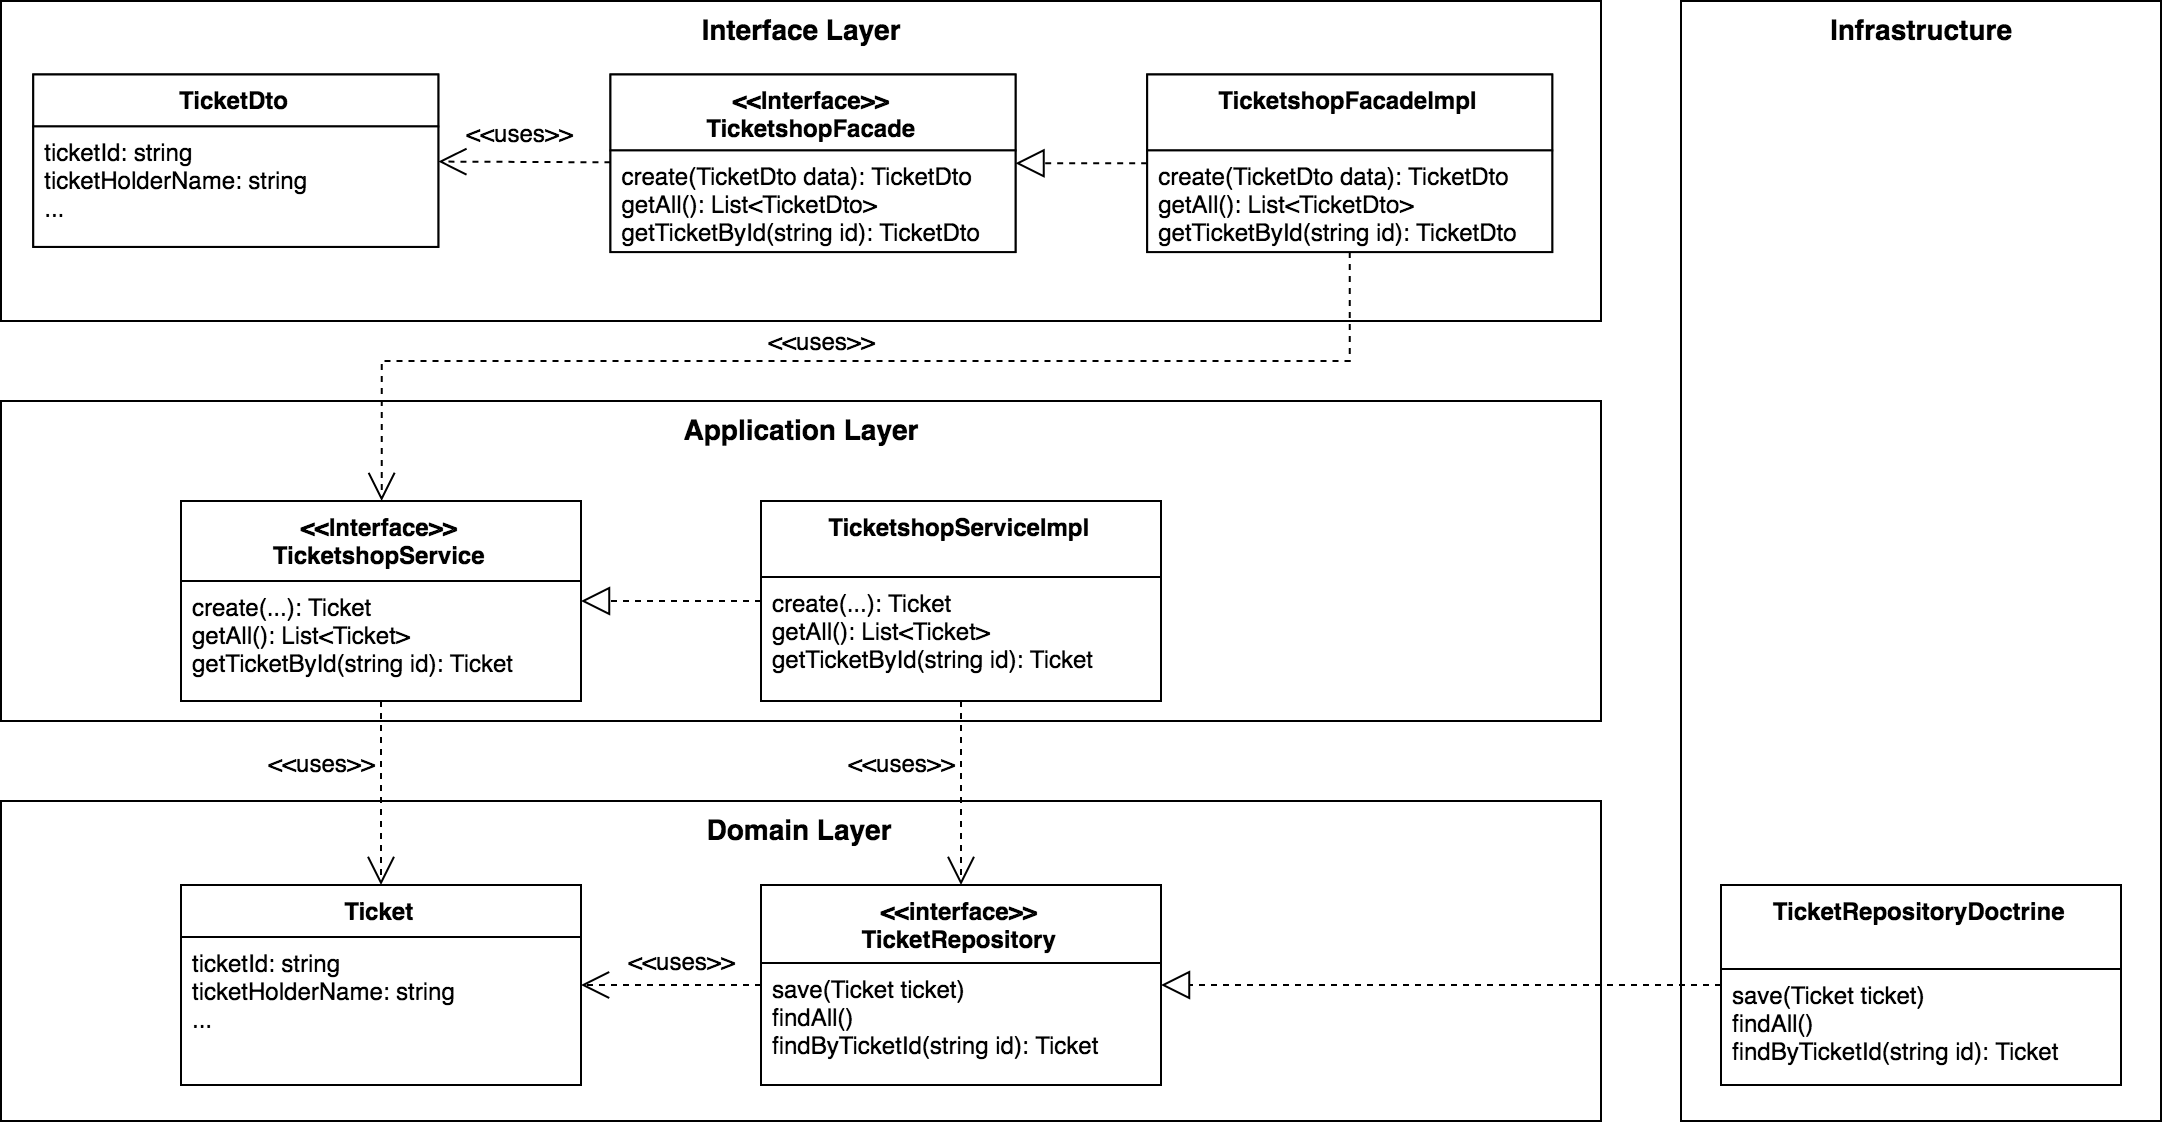 Interface Layer
TicketDto
ticketId: string
ticketHolderName: string
...
<<uses>>
<<Interface>>
TicketshopFacade
create(TicketDto data): TicketDto
getAll(): List<TicketDto>
getTicketById(string id): TicketDto
TicketshopFacadeImpl
create(TicketDto data): TicketDto
getAll(): List<TicketDto>
getTicketById(string id): TicketDto
<<uses>>
Application Layer
<<Interface>>
TicketshopService
create(...): Ticket
getAll(): List<Ticket>
getTicketById(string id): Ticket
TicketshopServiceImpl
create(...): Ticket
getAll(): List<Ticket>
getTicketById(string id): Ticket
<<uses>>
<<uses>>
Domain Layer
Ticket
ticketId: string
ticketHolderName: string
...
<<uses>>
<<interface>>
TicketRepository
save(Ticket ticket)
findAll()
findByTicketId(string id): Ticket
Infrastructure
TicketRepositoryDoctrine
save(Ticket ticket)
findAll()
findByTicketId(string id): Ticket